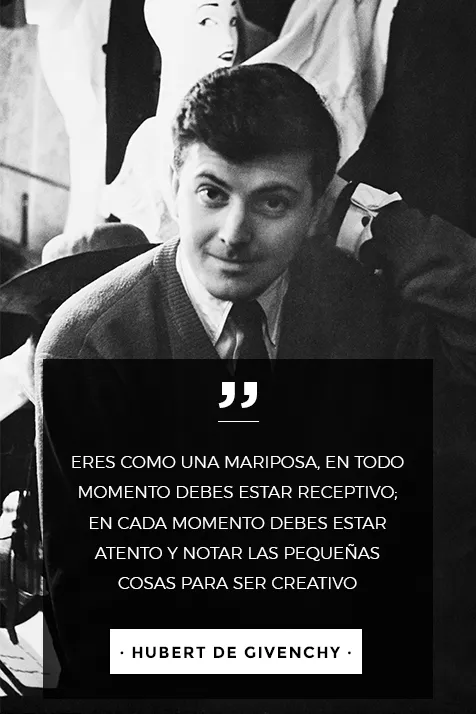 ”
ERES COMO UNA MARIPOSA, EN TODO
MOMENTO DEBES ESTAR RECEPTIVO;
EN CADA MOMENTO DEBES ESTAR
ATENTO Y NOTAR LAS PEQUEÑAS
COSAS PARA SER CREATIVO
· HUBERT DE GIVENCHY ·